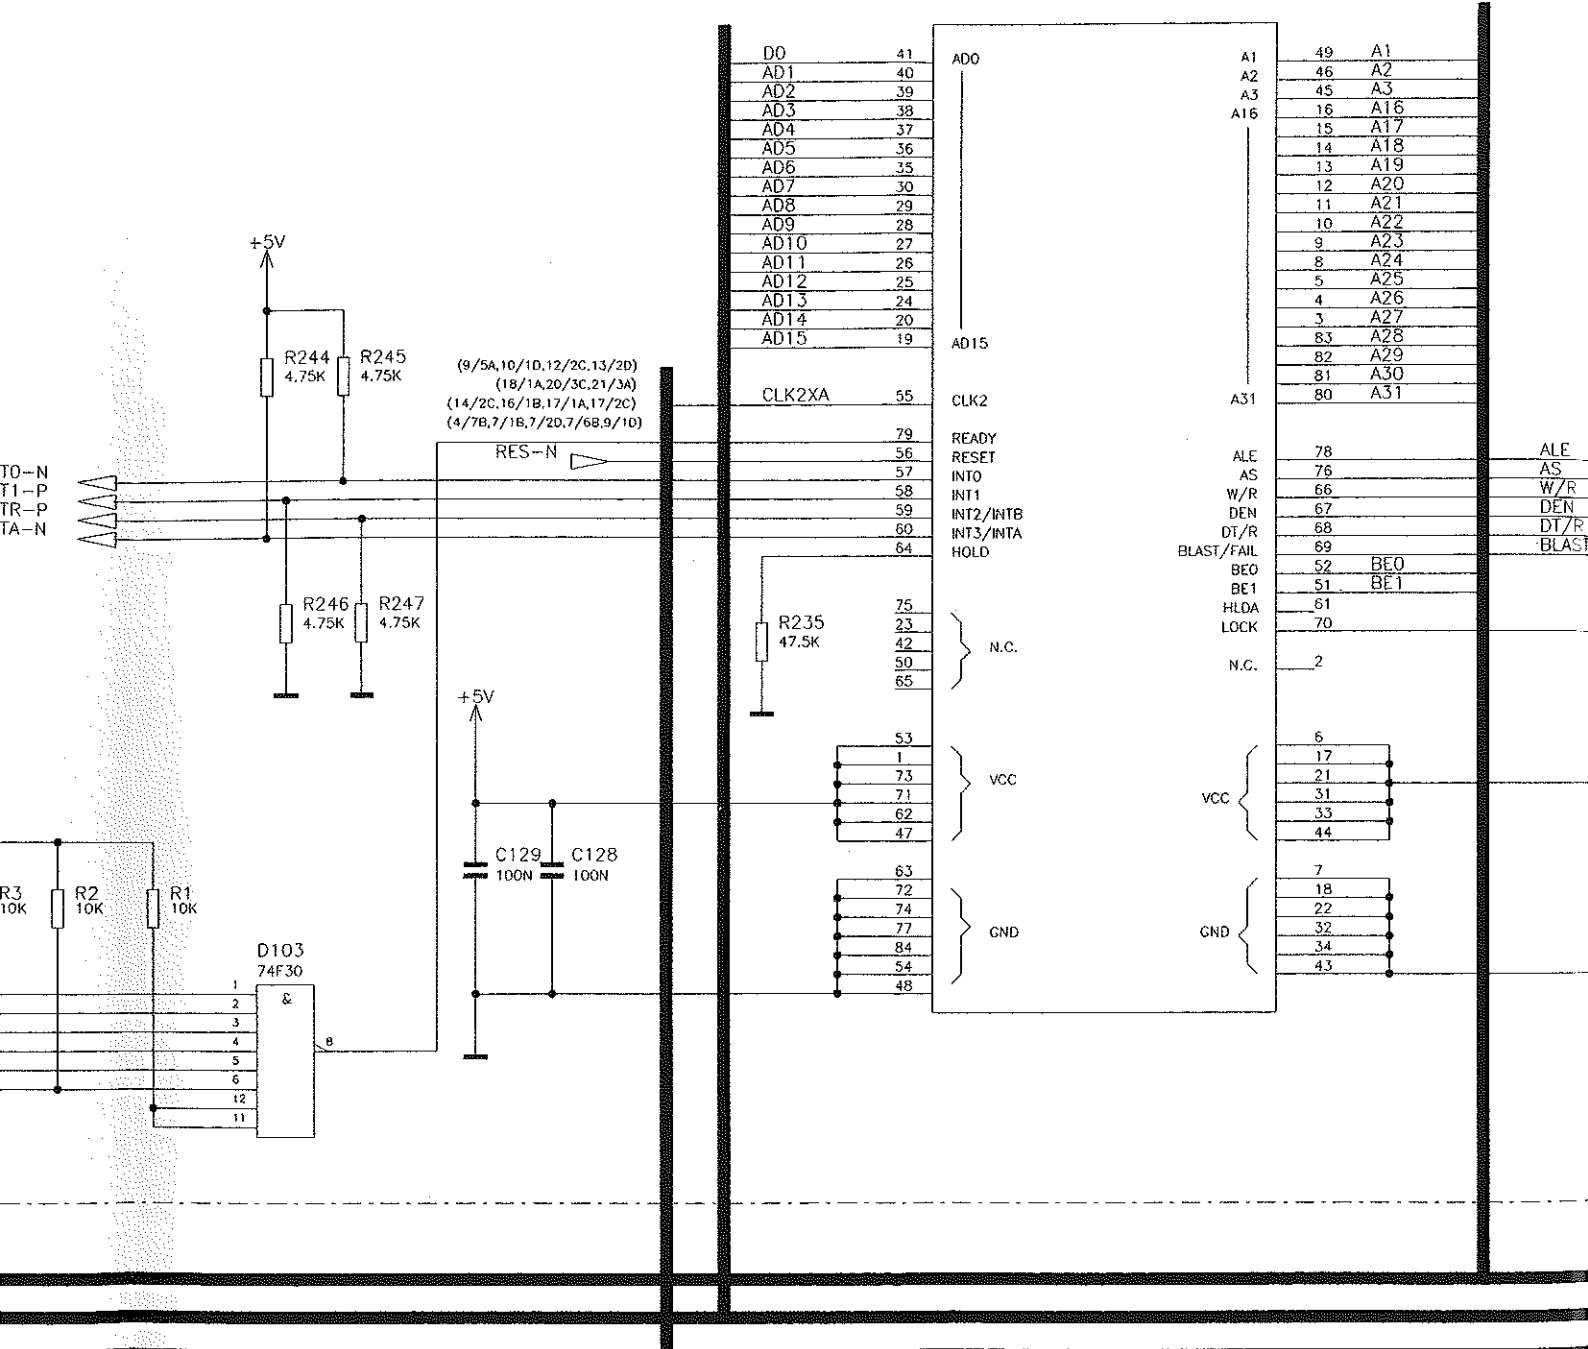 D0 41 AD0
AD1 40
AD2 39
AD3 38
AD4 37
AD5 36
AD6 35
AD7 30
AD8 29
AD9 28
AD10 27
AD11 26
AD12 25
AD13 24
AD14 20
AD15 19 AD15
A1 49 A1
A2 46 A2
A3 45 A3
A16 16 A16
15 A17
14 A18
13 A19
12 A20
11 A21
10 A22
9 A23
8 A24
5 A25
4 A26
3 A27
83 A28
82 A29
81 A30
A31 80 A31
+5V
R244 R245
4.75K 4.75K
(9/5A,10/1D,12/2C,13/2D)
(18/1A,20/3C,21/3A)
(14/2C,16/1B,17/1A,17/2C)
(4/7B,7/1B,7/2D,7/6B,9/1D)
RES-N
CLK2XA 55 CLK2
79 READY
56 RESET
57 INT0
58 INT1
59 INT2/INTB
60 INT3/INTA
64 HOLD
T0-N
T1-P
TR-P
TA-N
ALE 78 ALE
AS 76 AS
W/R 66 W/R
DEN 67 DEN
DT/R 68 DT/R
BLAST/FAIL 69 BLAST
BE0 52 BE0
BE1 51 BE1
HLDA 61
LOCK 70
N.C. 2
R246 R247
4.75K 4.75K
R235
47.5K
75
23
42 N.C.
50
65
+5V
53
1
73 VCC
71
62
47
6
17
21
VCC 31
33
44
C129 C128
100N 100N
63
72
74
77 GND
84
54
48
7
18
22
GND 32
34
43
R3 R2 R1
10K 10K 10K
D103
74F30
&
1
2
3
4
5
6
12
11
8